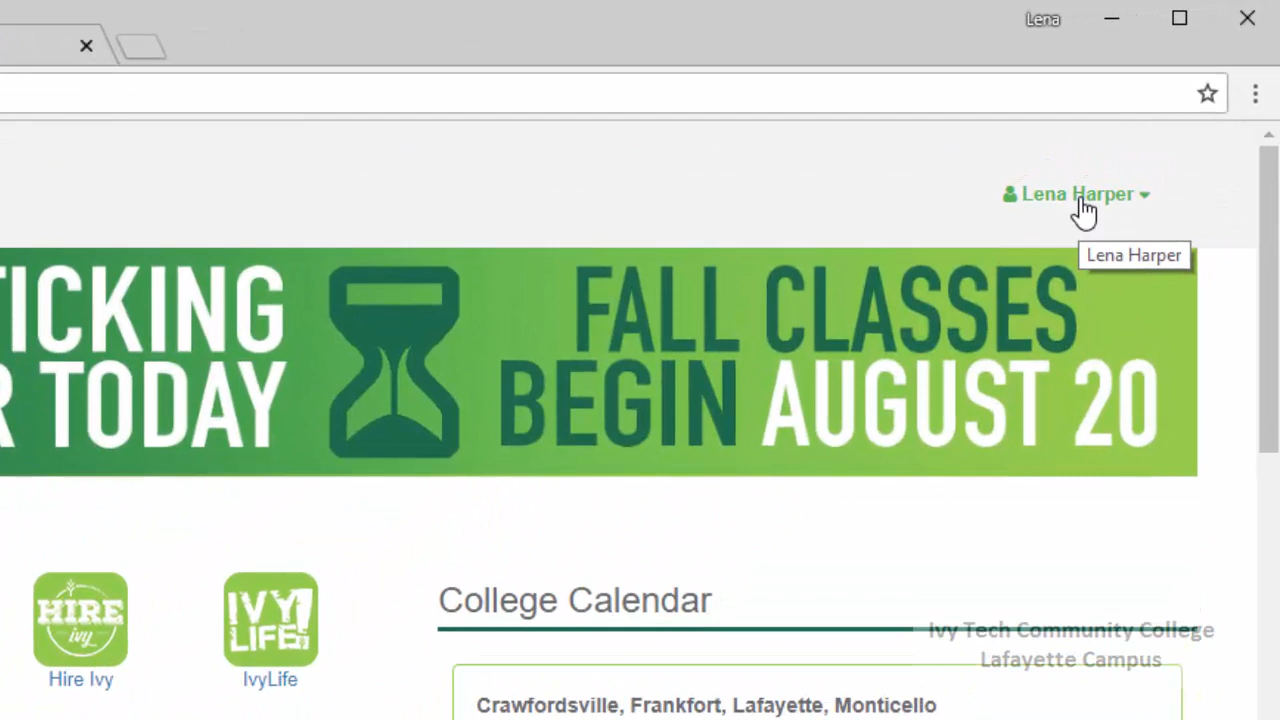 Lena
Lena Harper
Lena Harper
TICKING
R TODAY
FALL CLASSES
BEGIN AUGUST 20
HIRE
ivy
Hire Ivy
IVY
LIFE!
IvyLife
College Calendar
Ivy Tech Community College
Lafayette Campus
Crawfordsville, Frankfort, Lafayette, Monticello